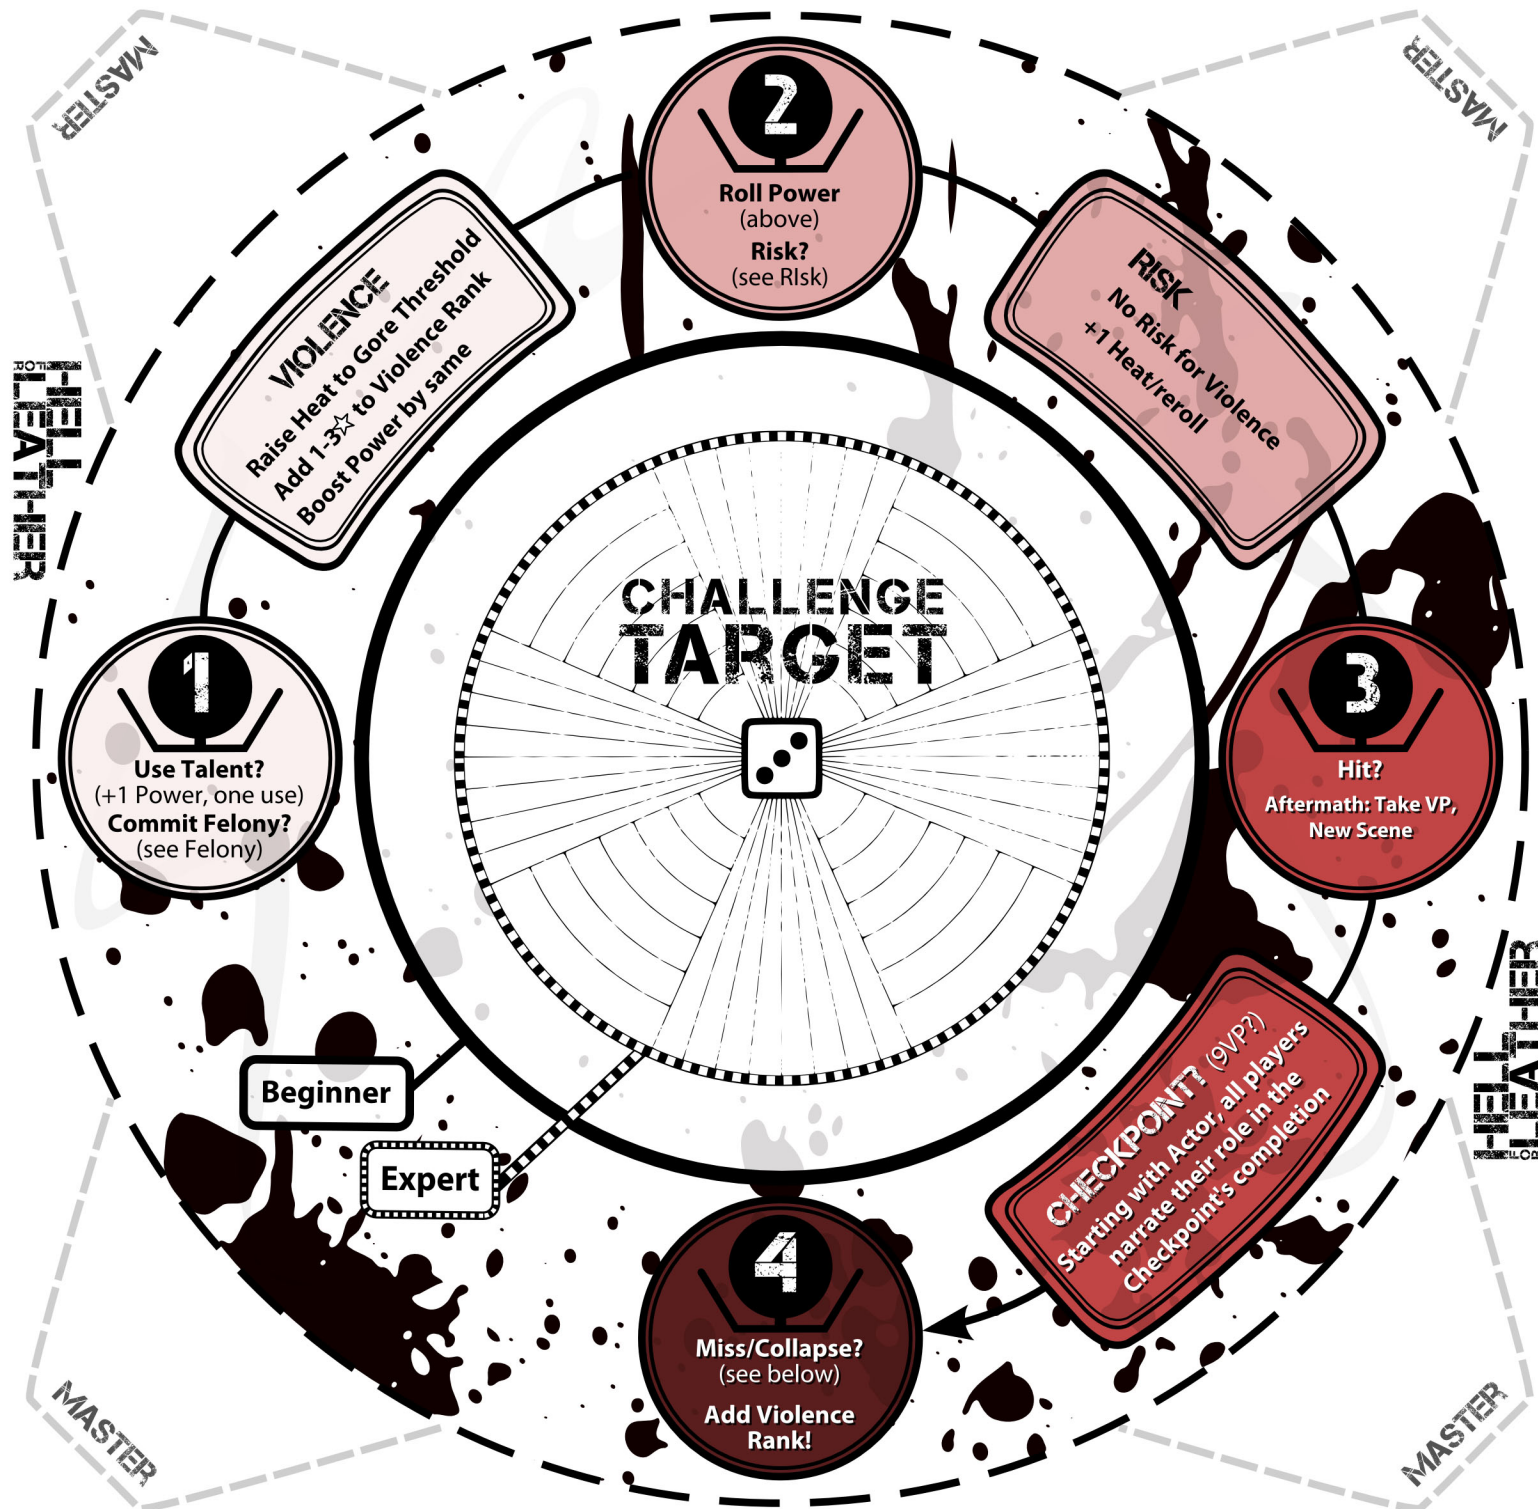 MASTER
MASTER
2
Roll Power
(above)
Risk?
(see RIsk)
VIOLENCE
Raise Heat to Gore Threshold
Add 1-3☆ to Violence Rank
Boost Power by same
RISK
No Risk for Violence
+1 Heat/reroll
HELL
FOR LEATHER
CHALLENGE
TARGET
1
Use Talent?
(+1 Power, one use)
Commit Felony?
(see Felony)
3
Hit?
Aftermath: Take VP,
New Scene
HELL
FOR LEATHER
Beginner
Expert
CHECKPOINT? (9VP?)
Starting with Actor, all players
narrate their role in the
Checkpoint's completion
4
Miss/Collapse?
(see below)
Add Violence
Rank!
MASTER
MASTER